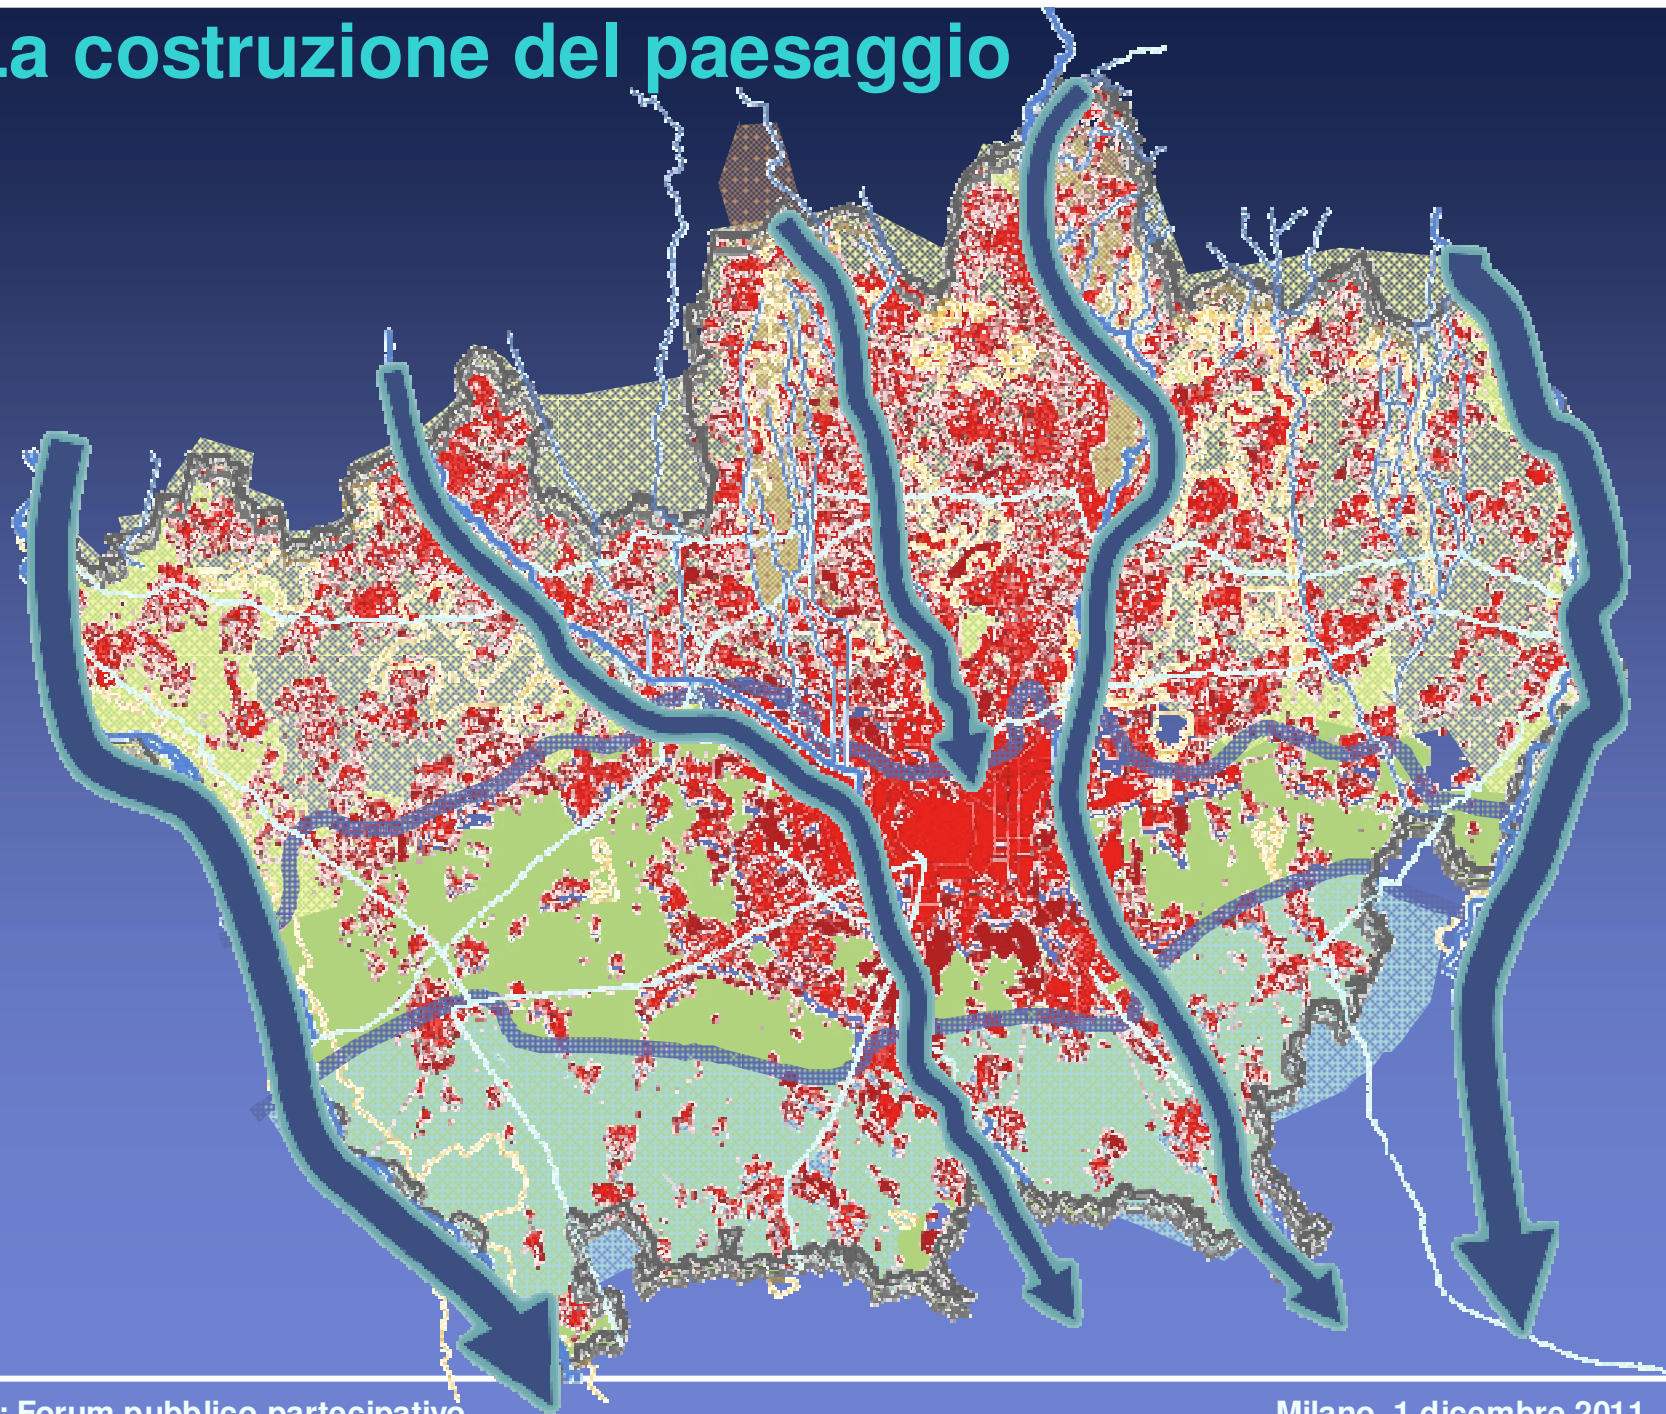 La costruzione del paesaggio
: Forum pubblico partecipativo
Milano, 1 dicembre 2011